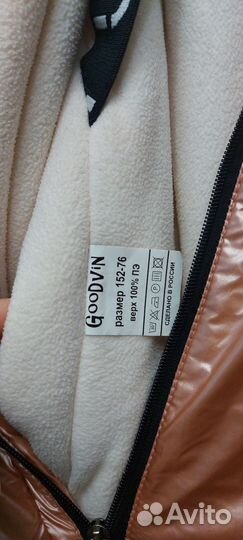 GOODViN
размер 152-76
верх 100% ПЭ
СДЕЛАНО В РОССИИ
Avito